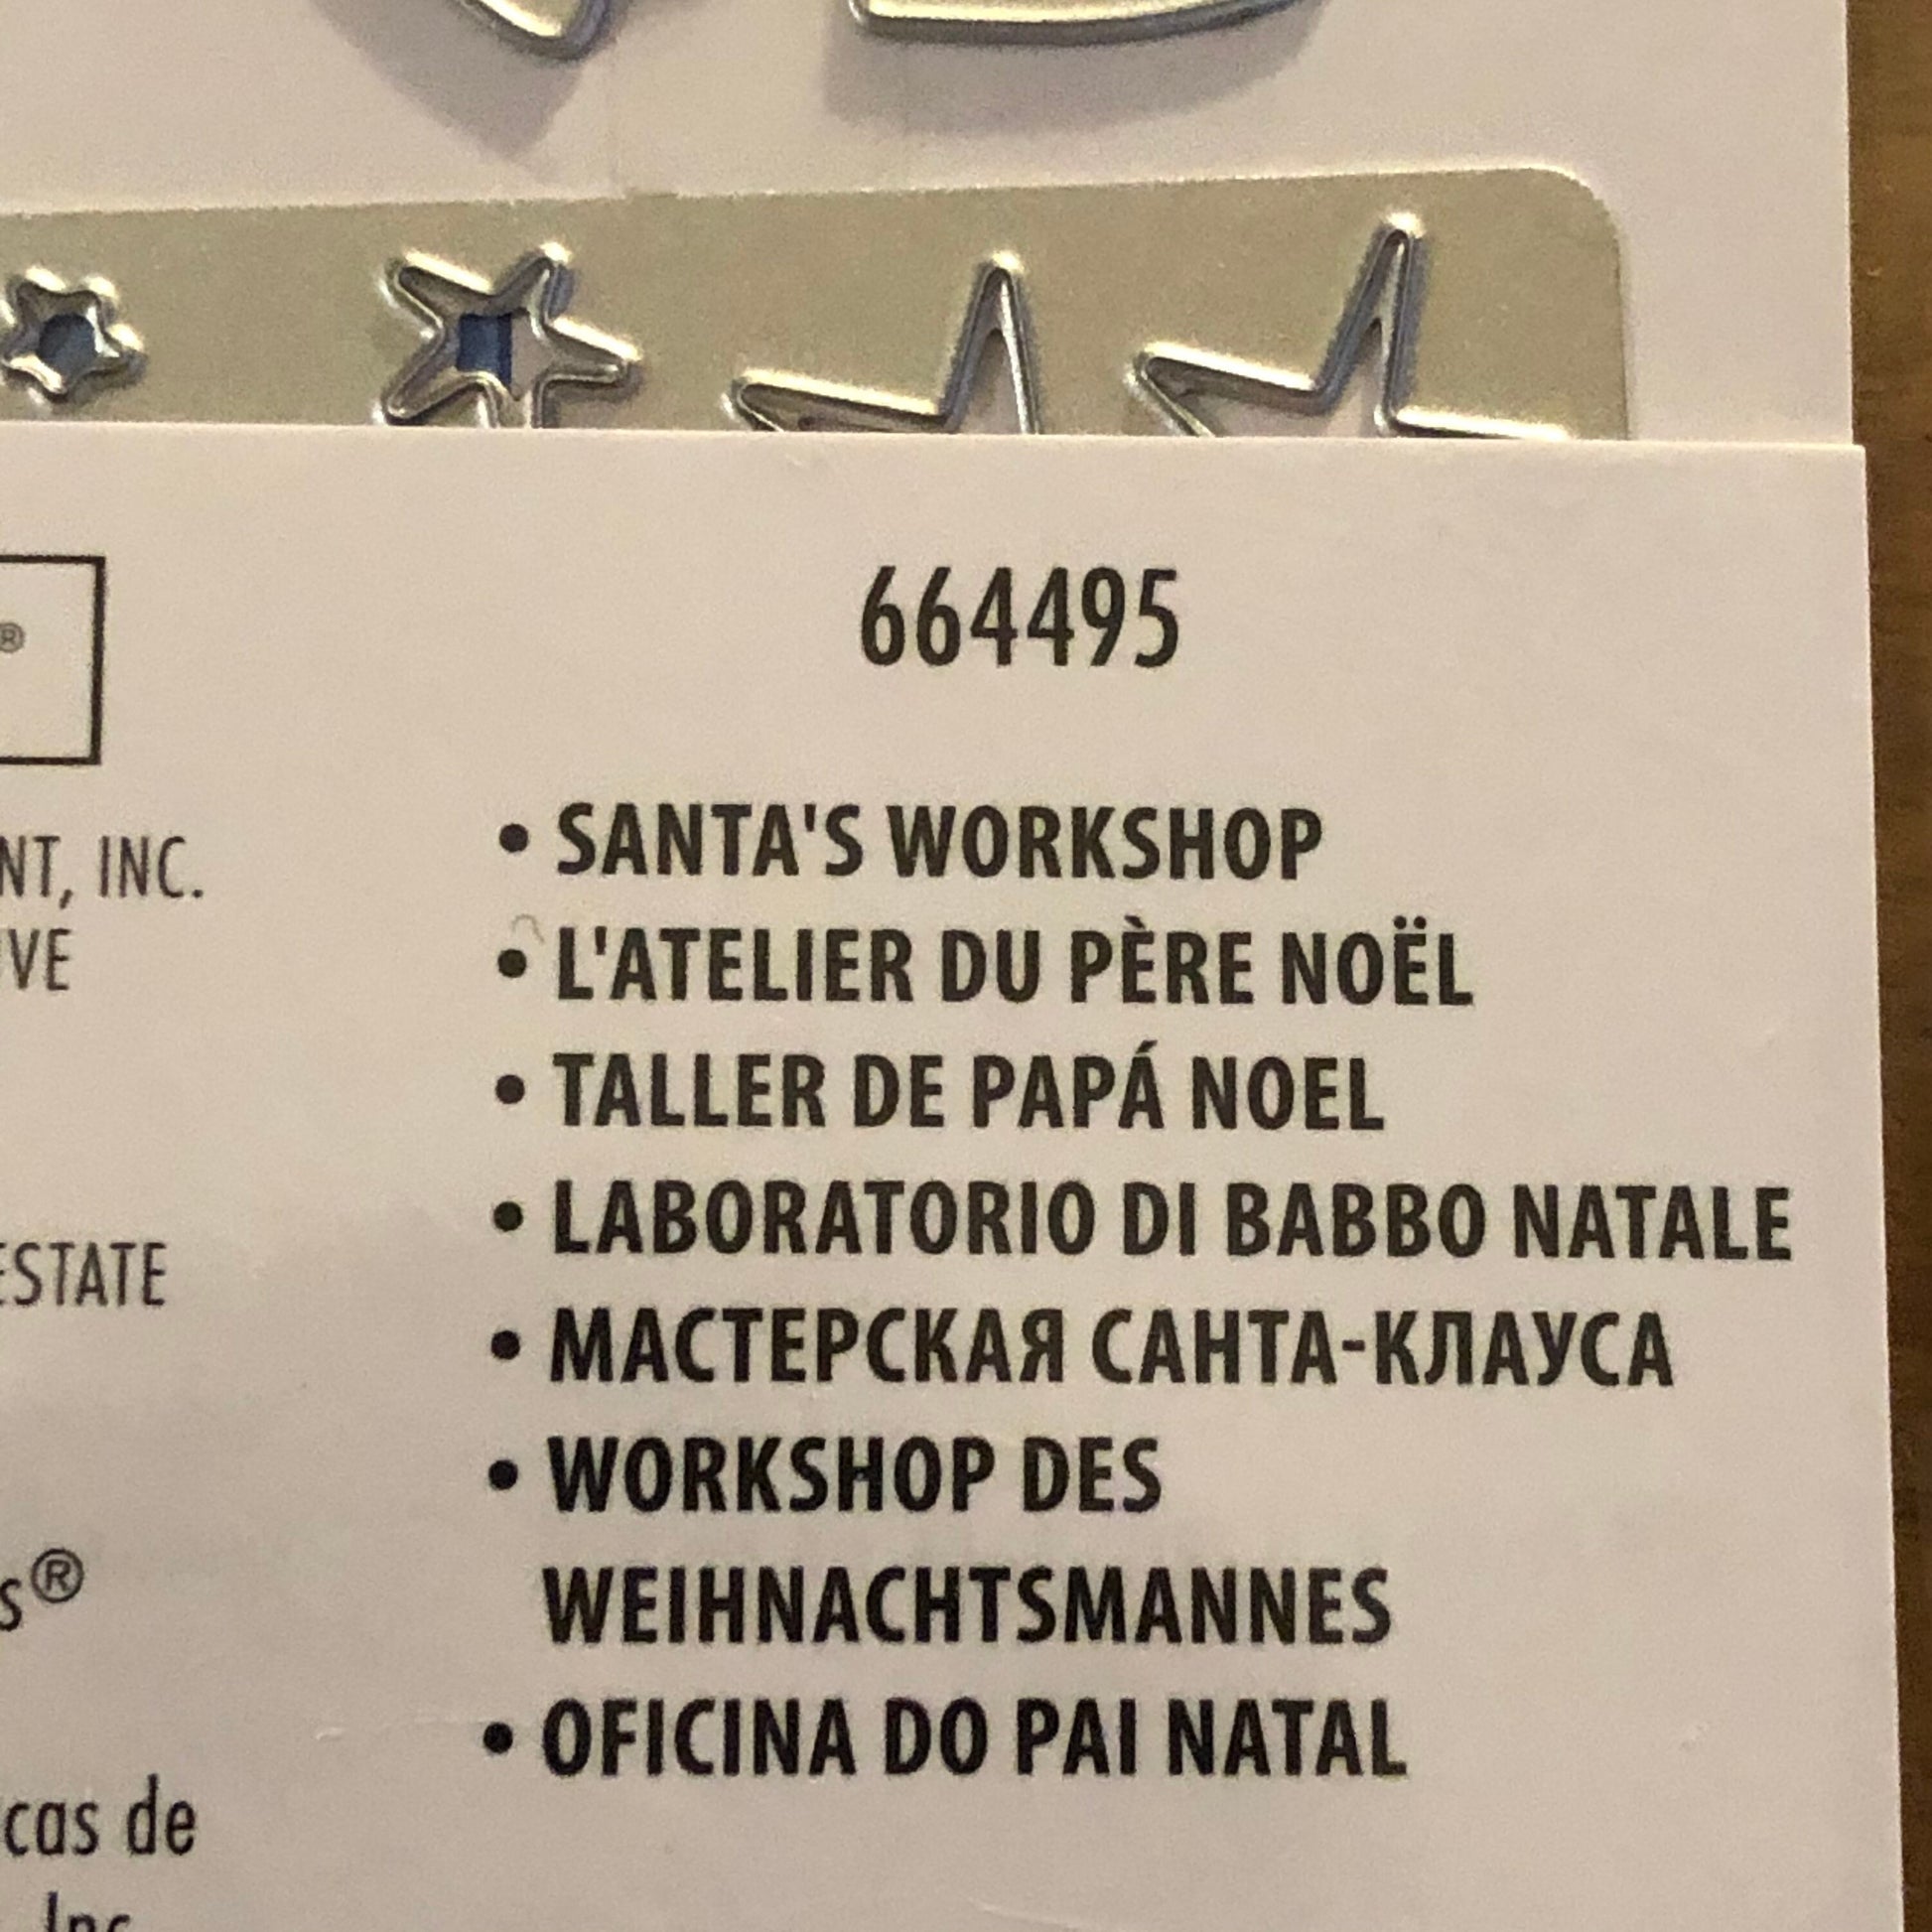 ®
664495
NT, INC.
VE
ESTATE
s®
cas de
Inc
• SANTA'S WORKSHOP
• L'ATELIER DU PÈRE NOËL
• TALLER DE PAPÁ NOEL
• LABORATORIO DI BABBO NATALE
• МАСТЕРСКАЯ САНТА-КЛАУСА
• WORKSHOP DES
WEIHNACHTSMANNES
• OFICINA DO PAI NATAL